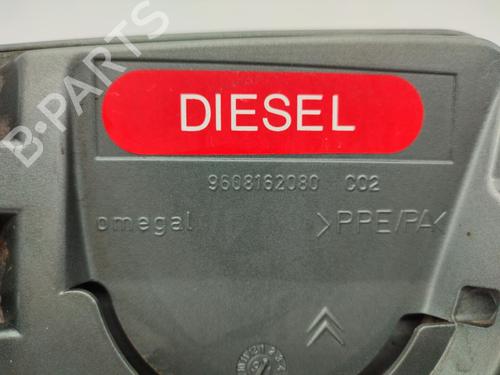 B-PARTS
DIESEL
9608162080 C02
omegal
>PPE/PA<